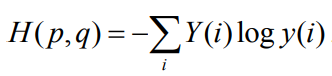 H(p,q) = −∑_i Y(i) log y(i)